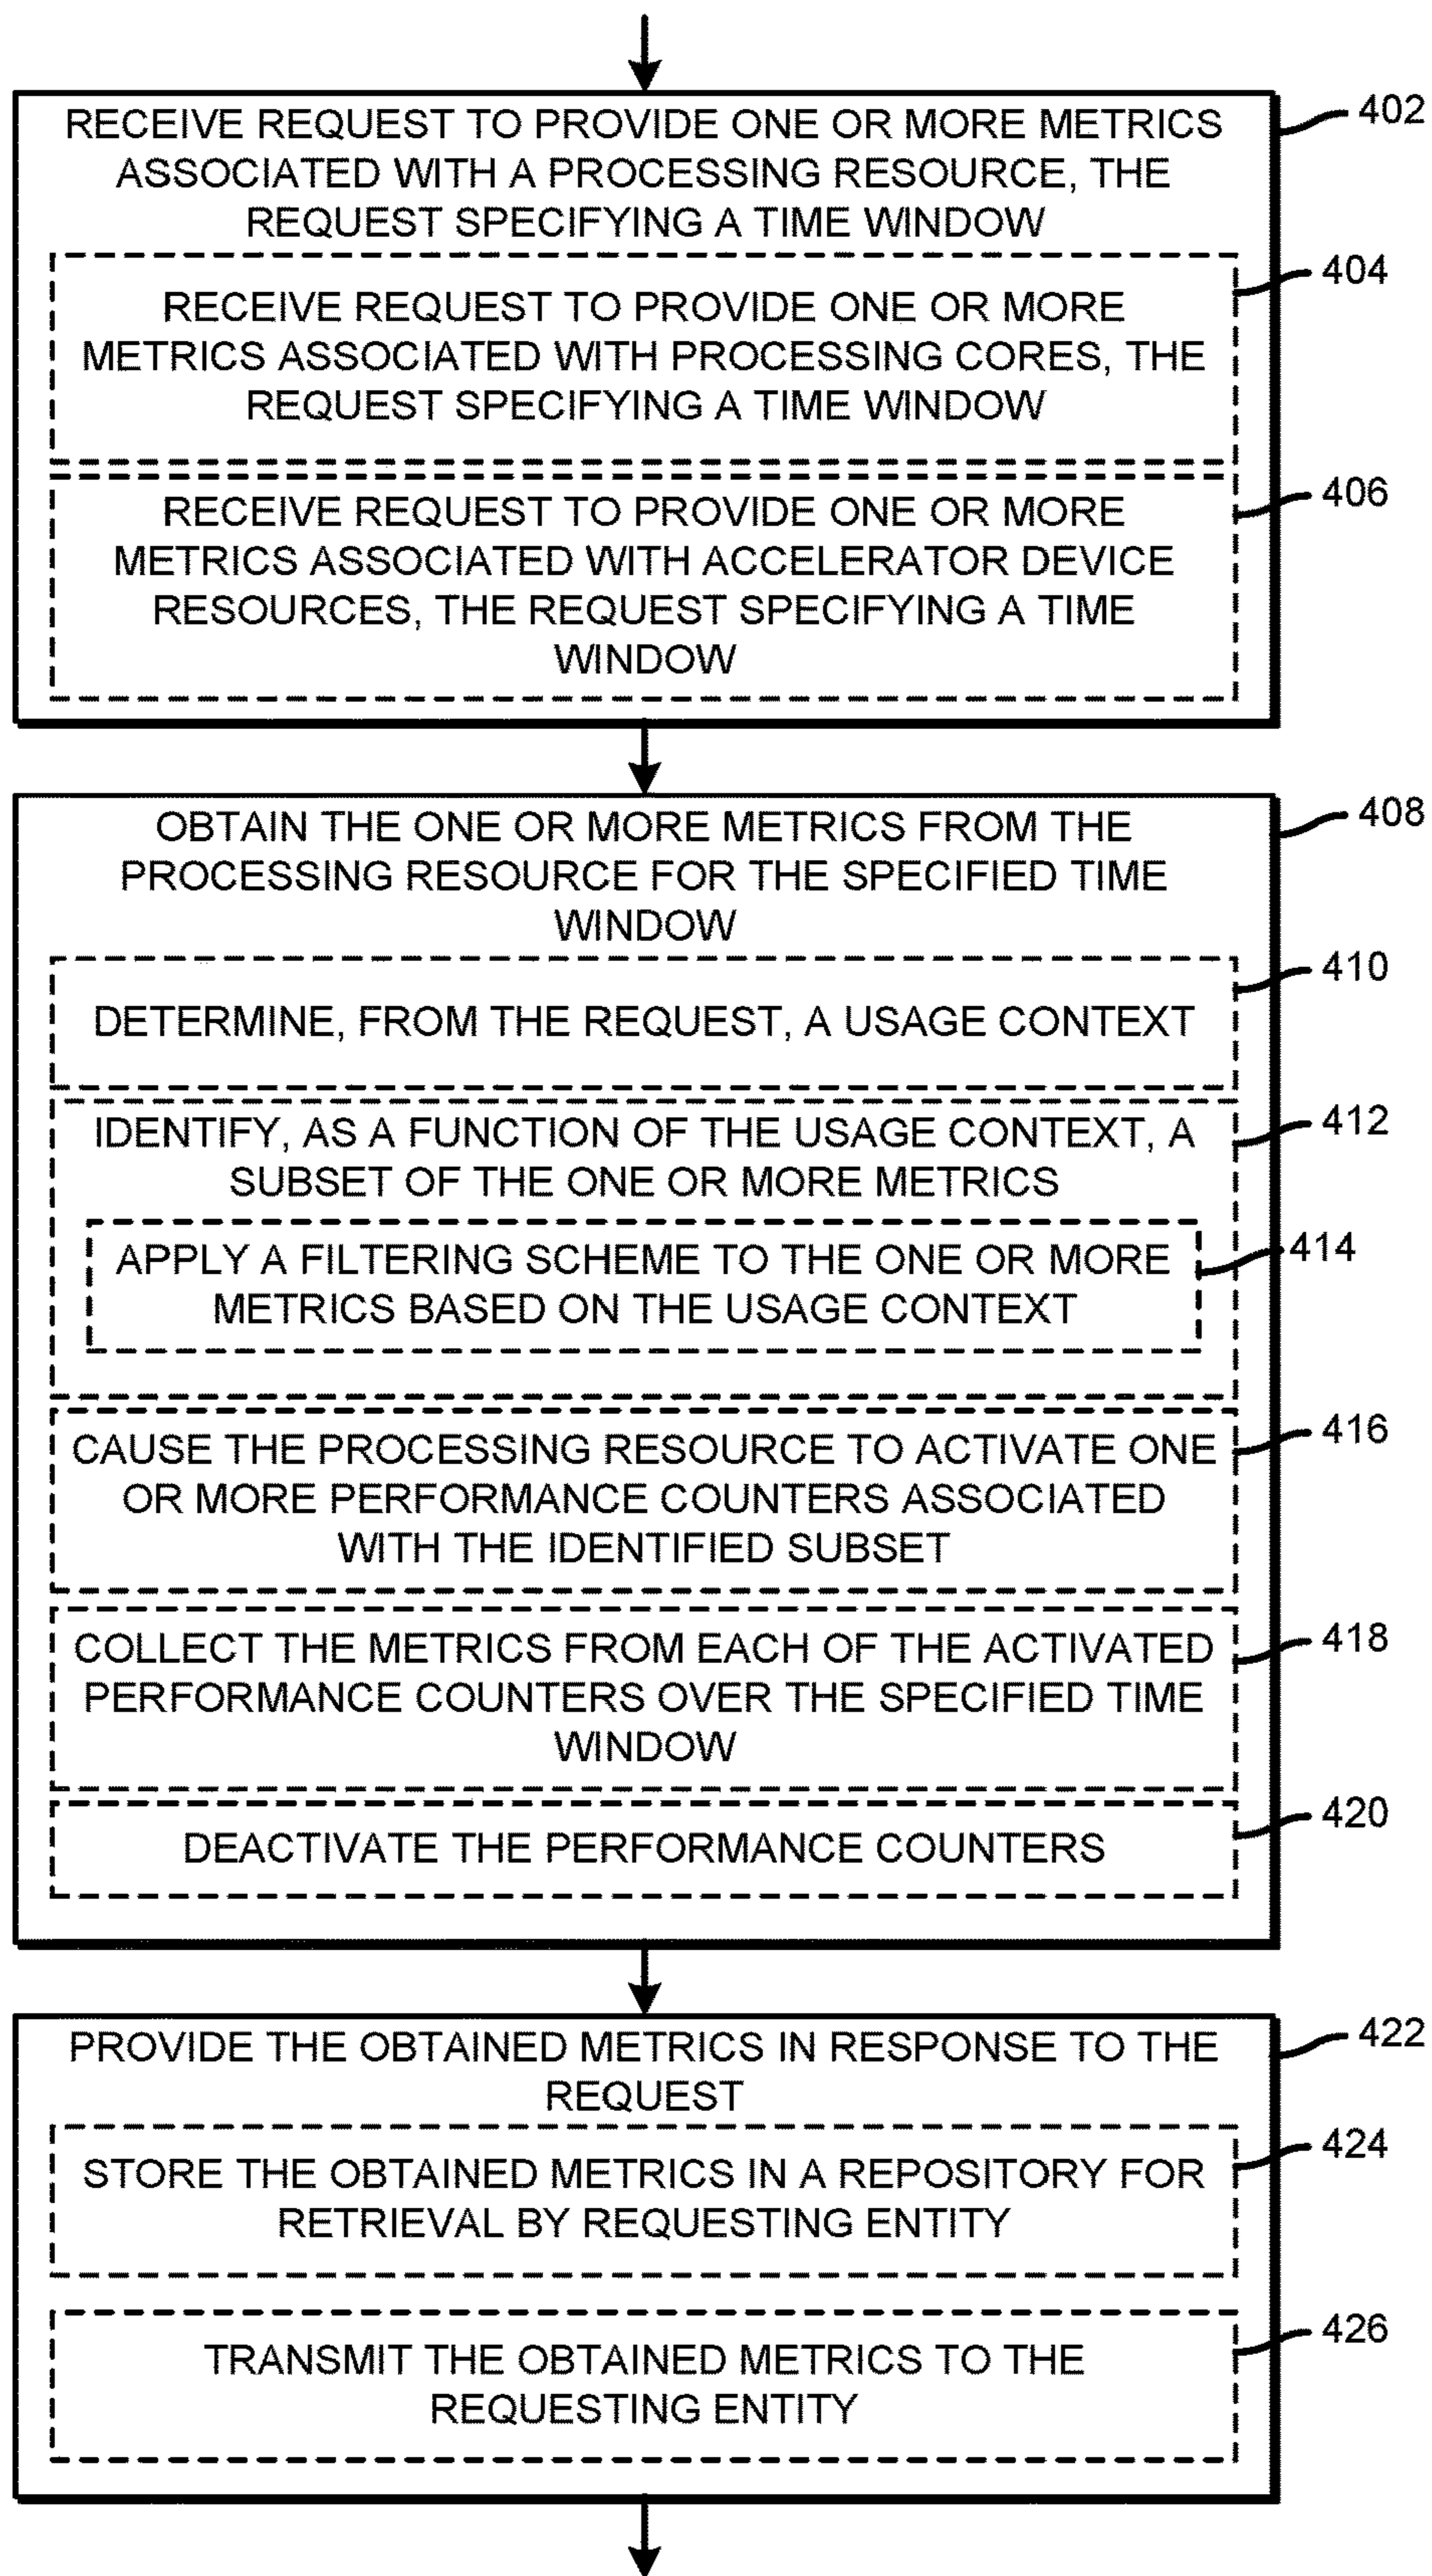 RECEIVE REQUEST TO PROVIDE ONE OR MORE METRICS
ASSOCIATED WITH A PROCESSING RESOURCE, THE
REQUEST SPECIFYING A TIME WINDOW
402
RECEIVE REQUEST TO PROVIDE ONE OR MORE
METRICS ASSOCIATED WITH PROCESSING CORES, THE
REQUEST SPECIFYING A TIME WINDOW
404
RECEIVE REQUEST TO PROVIDE ONE OR MORE
METRICS ASSOCIATED WITH ACCELERATOR DEVICE
RESOURCES, THE REQUEST SPECIFYING A TIME
WINDOW
406
OBTAIN THE ONE OR MORE METRICS FROM THE
PROCESSING RESOURCE FOR THE SPECIFIED TIME
WINDOW
408
DETERMINE, FROM THE REQUEST, A USAGE CONTEXT
410
IDENTIFY, AS A FUNCTION OF THE USAGE CONTEXT, A
SUBSET OF THE ONE OR MORE METRICS
412
APPLY A FILTERING SCHEME TO THE ONE OR MORE
METRICS BASED ON THE USAGE CONTEXT
414
CAUSE THE PROCESSING RESOURCE TO ACTIVATE ONE
OR MORE PERFORMANCE COUNTERS ASSOCIATED
WITH THE IDENTIFIED SUBSET
416
COLLECT THE METRICS FROM EACH OF THE ACTIVATED
PERFORMANCE COUNTERS OVER THE SPECIFIED TIME
WINDOW
418
DEACTIVATE THE PERFORMANCE COUNTERS
420
PROVIDE THE OBTAINED METRICS IN RESPONSE TO THE
REQUEST
422
STORE THE OBTAINED METRICS IN A REPOSITORY FOR
RETRIEVAL BY REQUESTING ENTITY
424
TRANSMIT THE OBTAINED METRICS TO THE
REQUESTING ENTITY
426